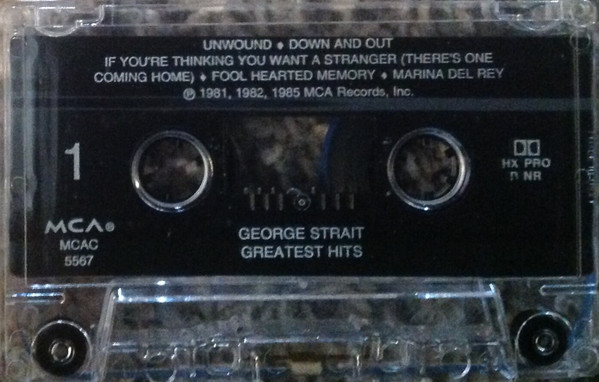 UNWOUND ♦ DOWN AND OUT
IF YOU'RE THINKING YOU WANT A STRANGER (THERE'S ONE
COMING HOME) ♦ FOOL HEARTED MEMORY ♦ MARINA DEL REY
℗ 1981, 1982, 1985 MCA Records, Inc.
1
HX PRO
NR
MCA®
MCAC
5567
GEORGE STRAIT
GREATEST HITS